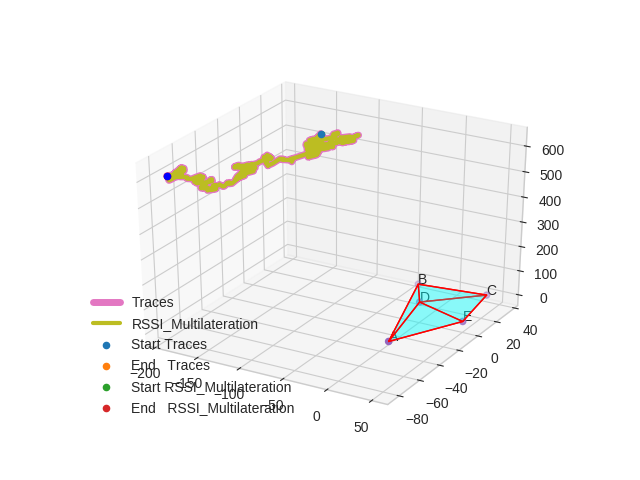 600
500
400
300
200
100
0
B
C
D
E
A
Traces
RSSI_Multilateration
Start Traces
End   Traces
Start RSSI_Multilateration
End   RSSI_Multilateration
−200
−150
−100
−50
0
50
−80
−60
−40
−20
0
20
40